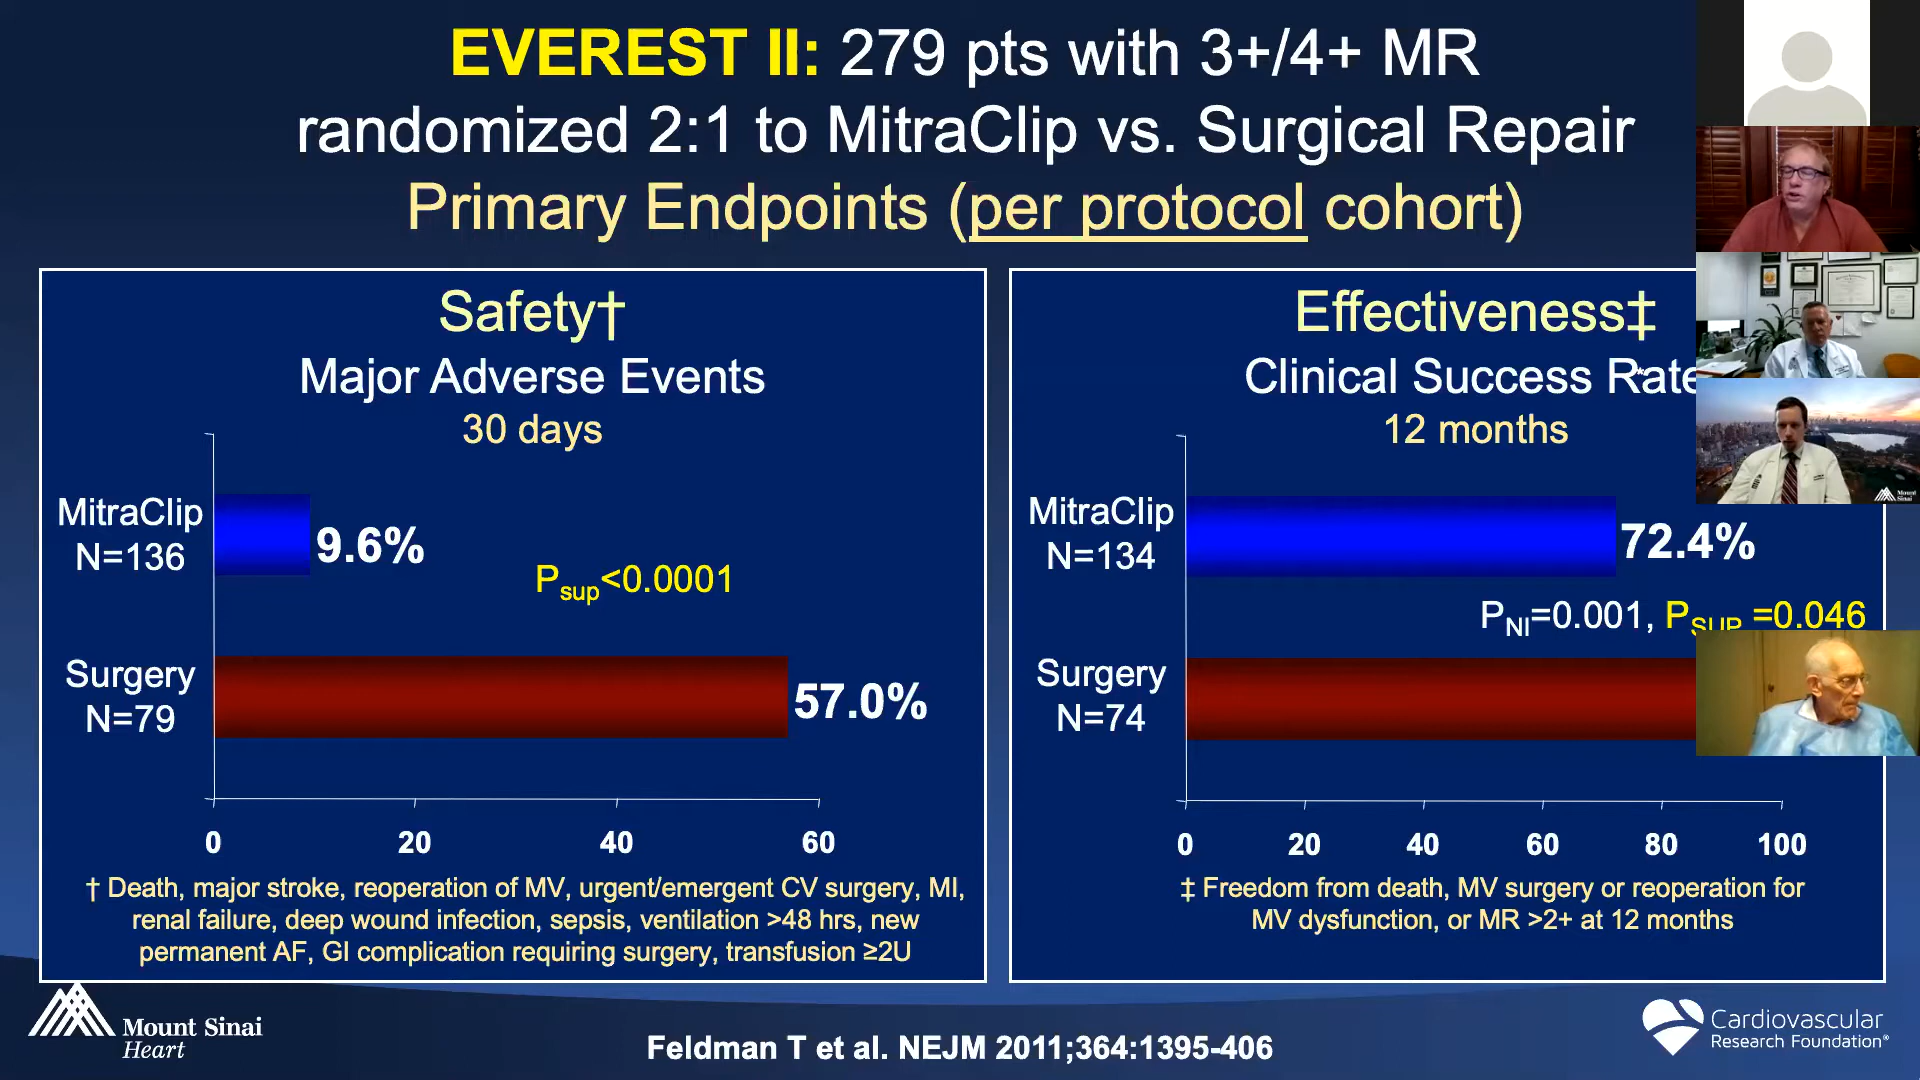 EVEREST II: 279 pts with 3+/4+ MR
randomized 2:1 to MitraClip vs. Surgical Repair
Primary Endpoints (per protocol cohort)
Safety†
Major Adverse Events
30 days
MitraClip
N=136
9.6%
Psup<0.0001
Surgery
N=79
57.0%
0 20 40 60
† Death, major stroke, reoperation of MV, urgent/emergent CV surgery, MI,
renal failure, deep wound infection, sepsis, ventilation >48 hrs, new
permanent AF, GI complication requiring surgery, transfusion ≥2U
Effectiveness‡
Clinical Success Rate
12 months
MitraClip
N=134
72.4%
PNI=0.001, PSUP =0.046
Surgery
N=74
0 20 40 60 80 100
‡ Freedom from death, MV surgery or reoperation for
MV dysfunction, or MR >2+ at 12 months
Mount
Sinai
Mount Sinai
Heart
Feldman T et al. NEJM 2011;364:1395-406
Cardiovascular
Research Foundation®